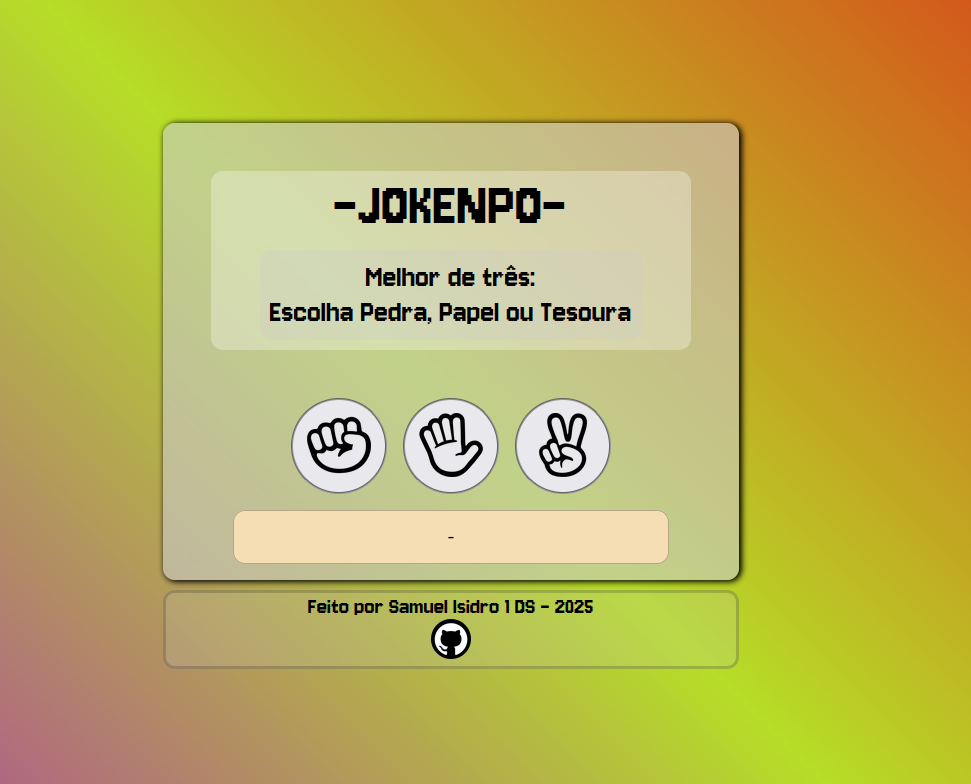 -JOKENPO-
Melhor de três:
Escolha Pedra, Papel ou Tesoura
-
Feito por Samuel Isidro 1 DS - 2025